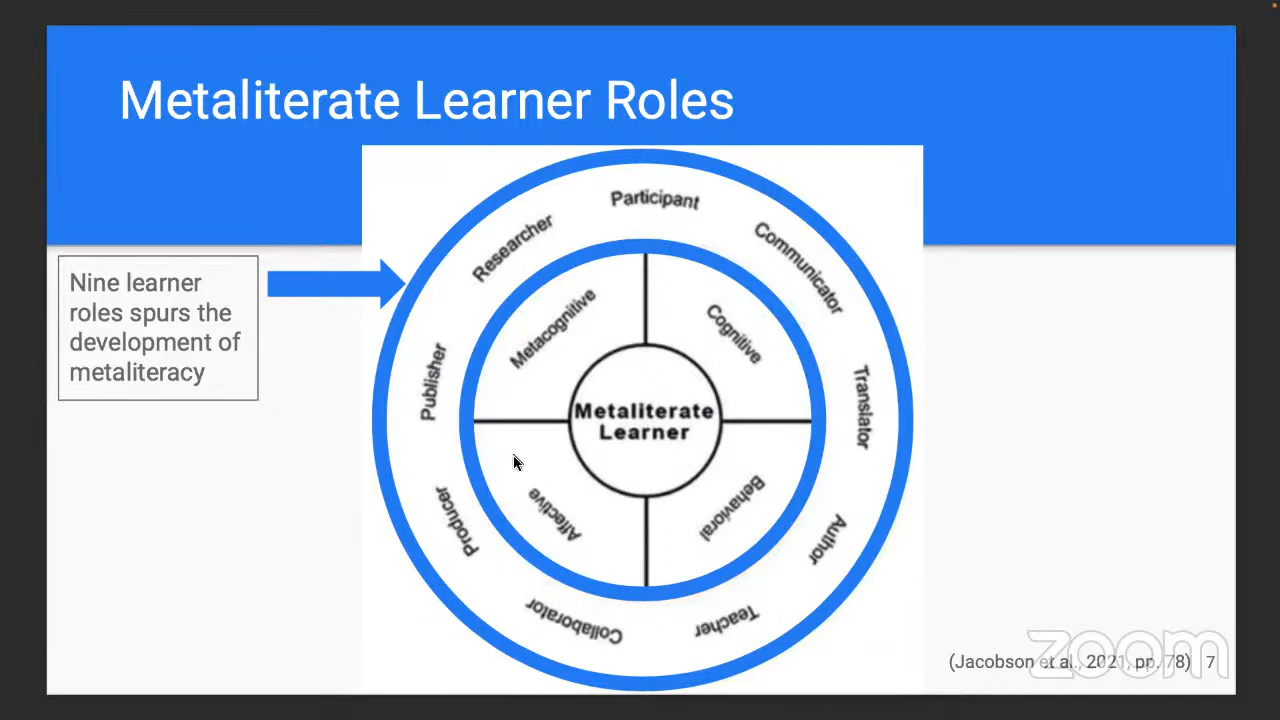 Metaliterate Learner Roles
Nine learner
roles spurs the
development of
metaliteracy
Participant
Communicator
Translator
Author
Teacher
Collaborator
Producer
Publisher
Researcher
Metacognitive
Cognitive
Behavioral
Affective
Metaliterate
Learner
(Jacobson et al., 2021, pp. 78)
7
zoom